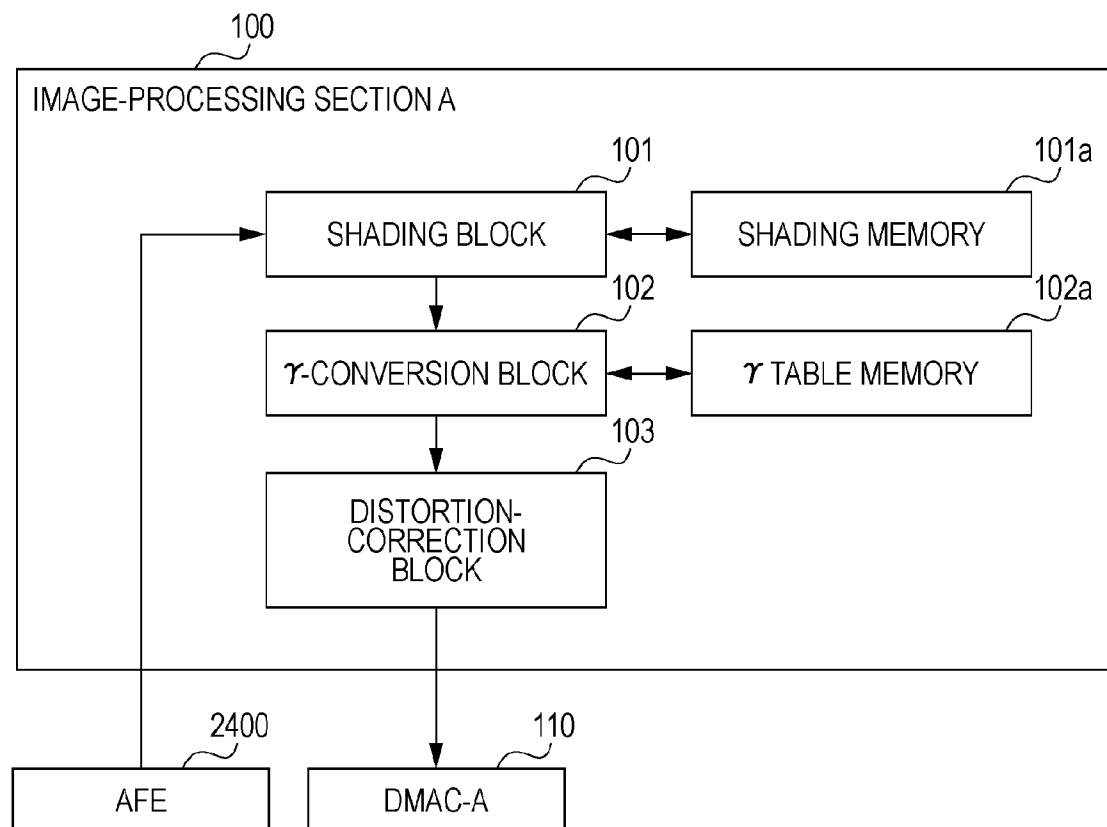 100
IMAGE-PROCESSING SECTION A
101
101a
SHADING BLOCK
SHADING MEMORY
102
102a
γ-CONVERSION BLOCK
γ TABLE MEMORY
103
DISTORTION-
CORRECTION
BLOCK
2400
110
AFE
DMAC-A